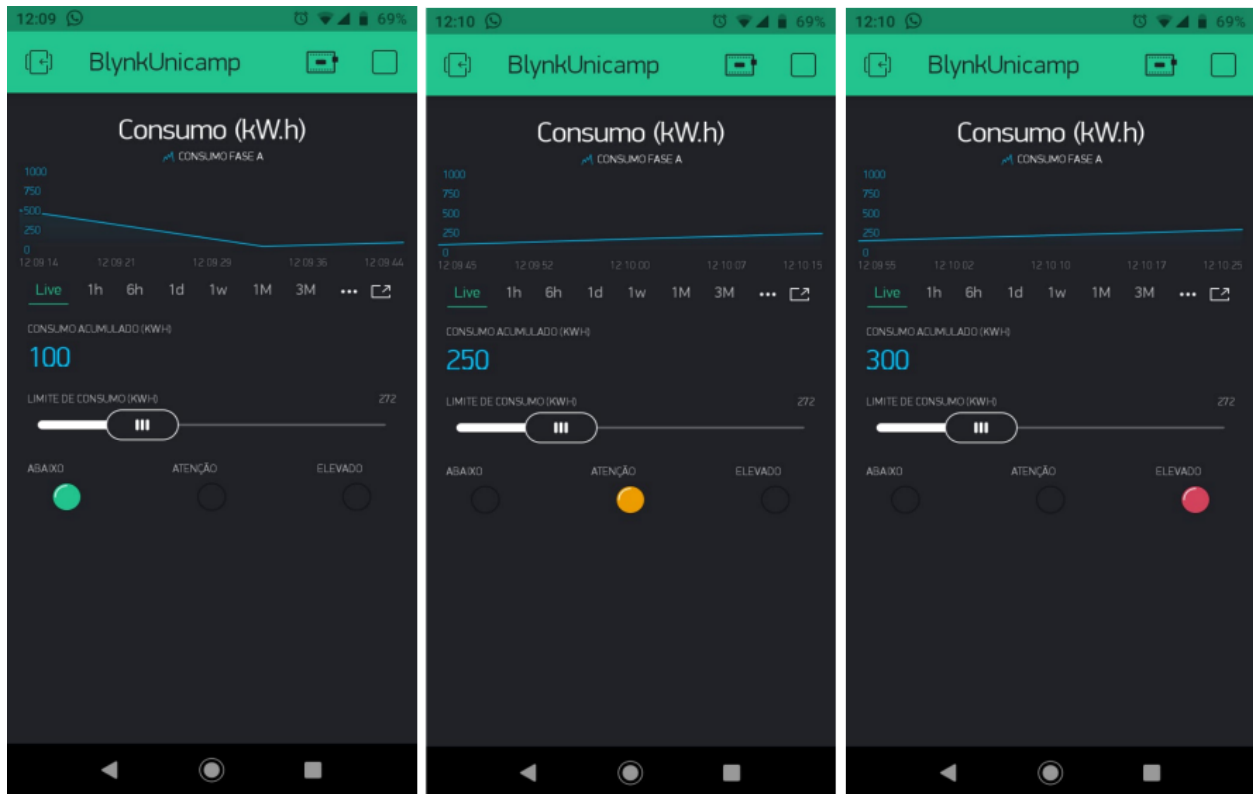 12:09 69%
BlynkUnicamp
Consumo (kW.h)
CONSUMO FASE A
1000
750
500
250
0
12:09:14 12:09:21 12:09:29 12:09:36 12:09:44
Live 1h 6h 1d 1w 1M 3M •••
CONSUMO ACUMULADO (KWH)
100
LIMITE DE CONSUMO (KWH) 272
ABAIXO ATENÇÃO ELEVADO
12:10 69%
BlynkUnicamp
Consumo (kW.h)
CONSUMO FASE A
1000
750
500
250
0
12:09:45 12:09:52 12:10:00 12:10:07 12:10:15
Live 1h 6h 1d 1w 1M 3M •••
CONSUMO ACUMULADO (KWH)
250
LIMITE DE CONSUMO (KWH) 272
ABAIXO ATENÇÃO ELEVADO
12:10 69%
BlynkUnicamp
Consumo (kW.h)
CONSUMO FASE A
1000
750
500
250
0
12:09:55 12:10:02 12:10:10 12:10:17 12:10:25
Live 1h 6h 1d 1w 1M 3M •••
CONSUMO ACUMULADO (KWH)
300
LIMITE DE CONSUMO (KWH) 272
ABAIXO ATENÇÃO ELEVADO